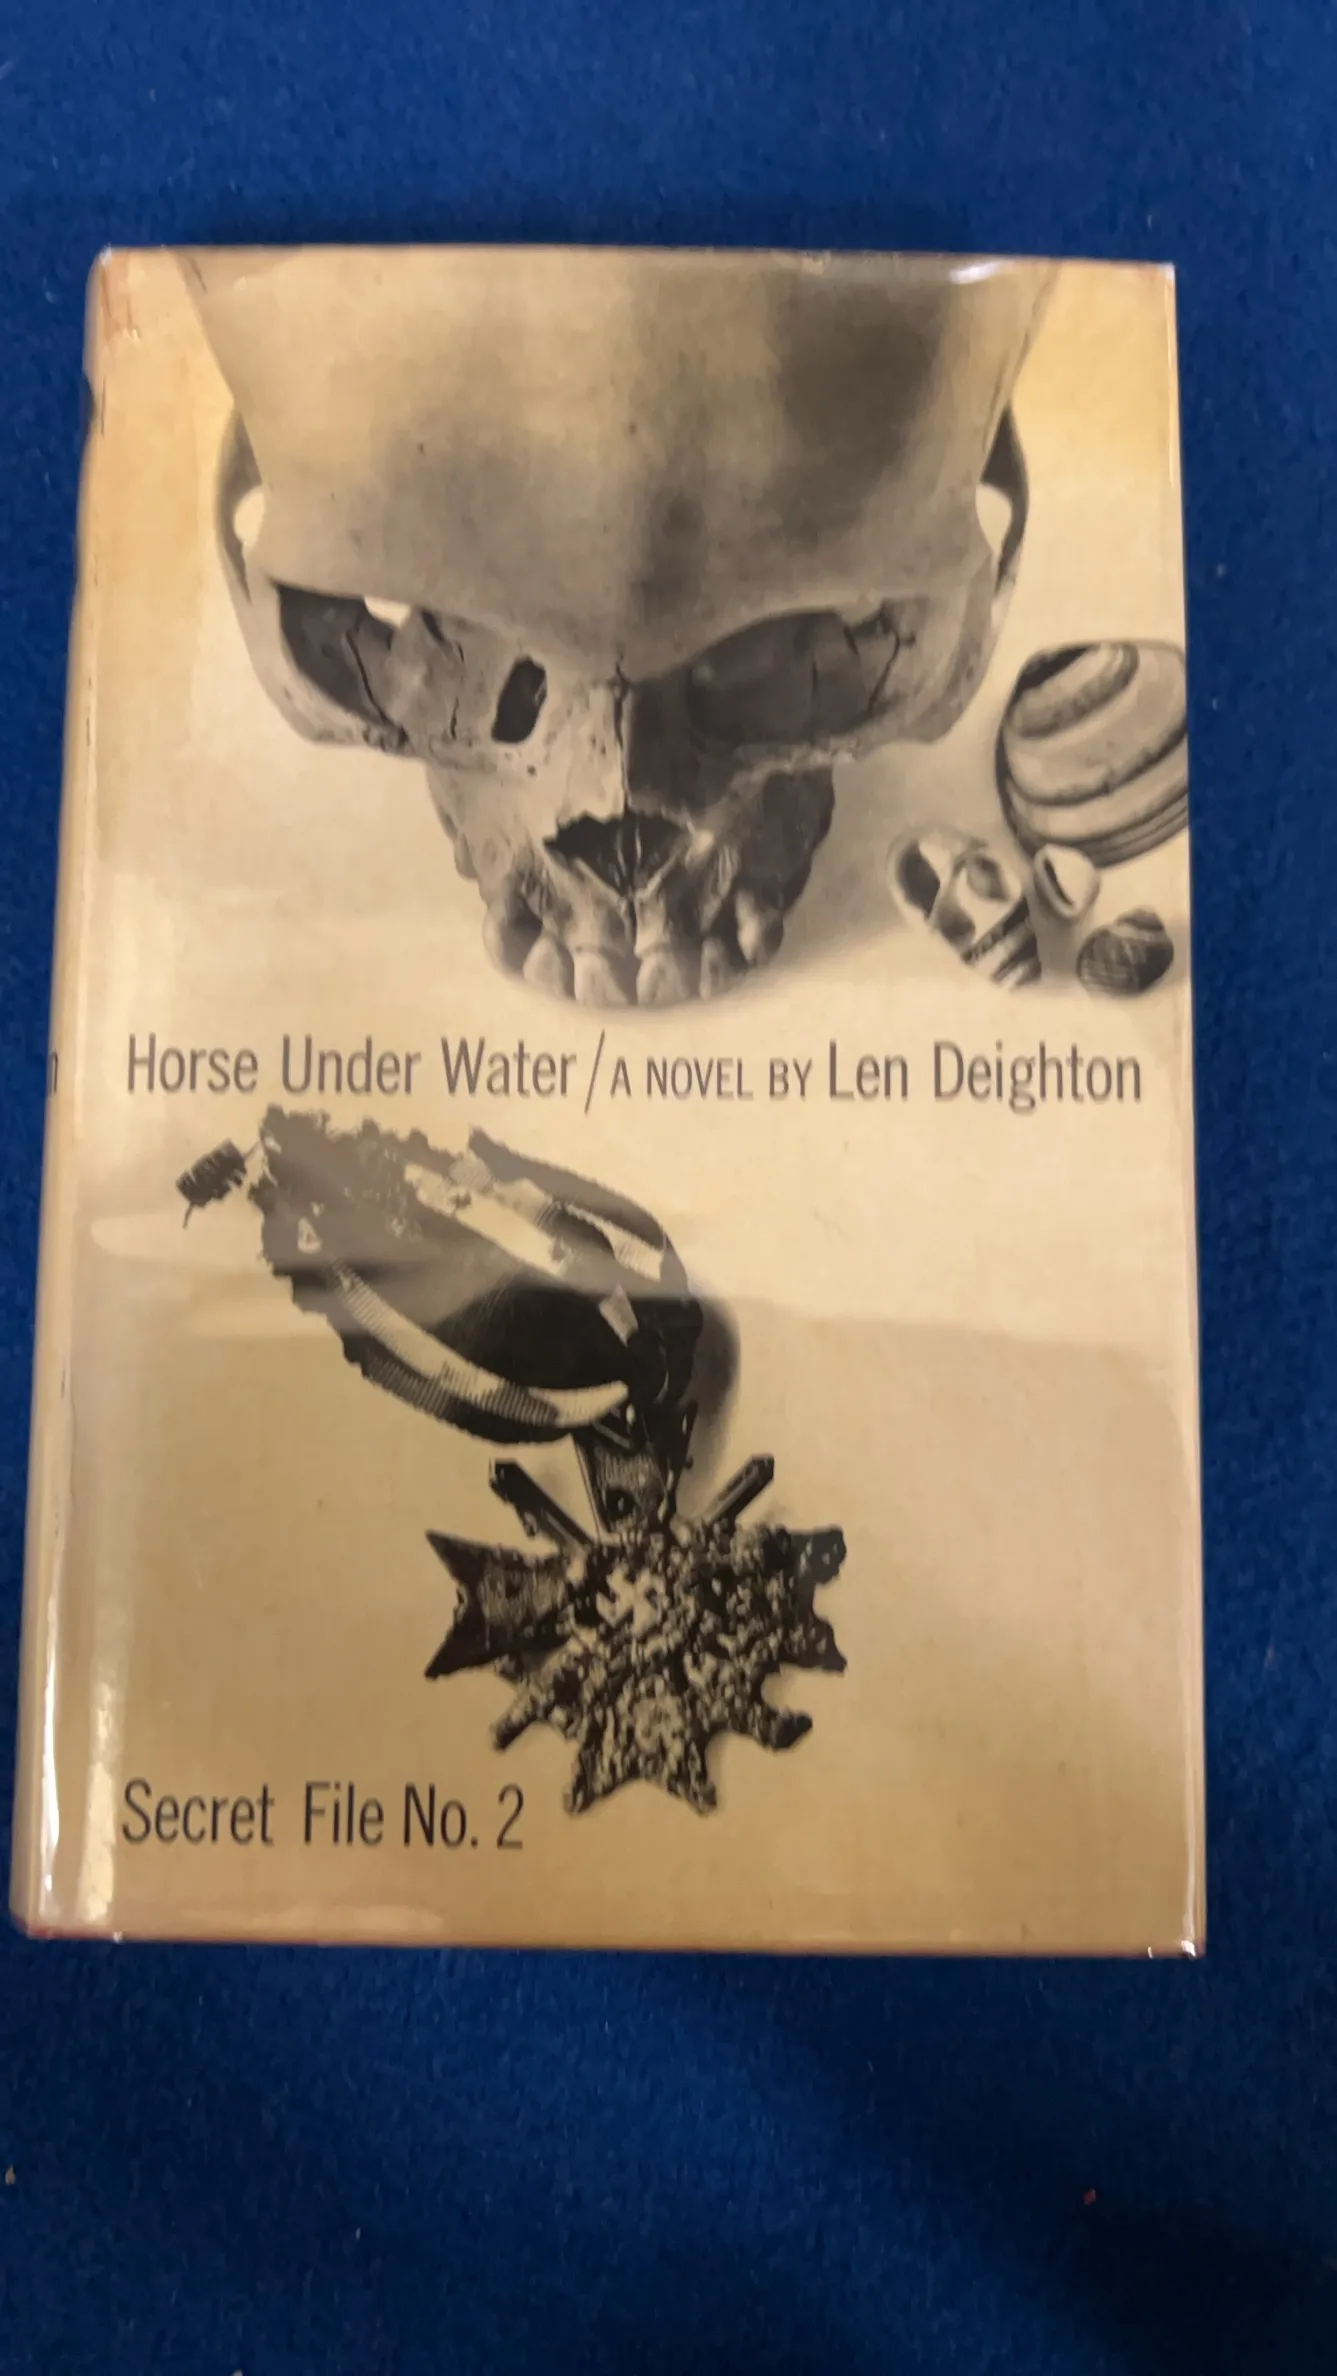 Horse Under Water/A NOVEL BY Len Deighton
Secret File No. 2